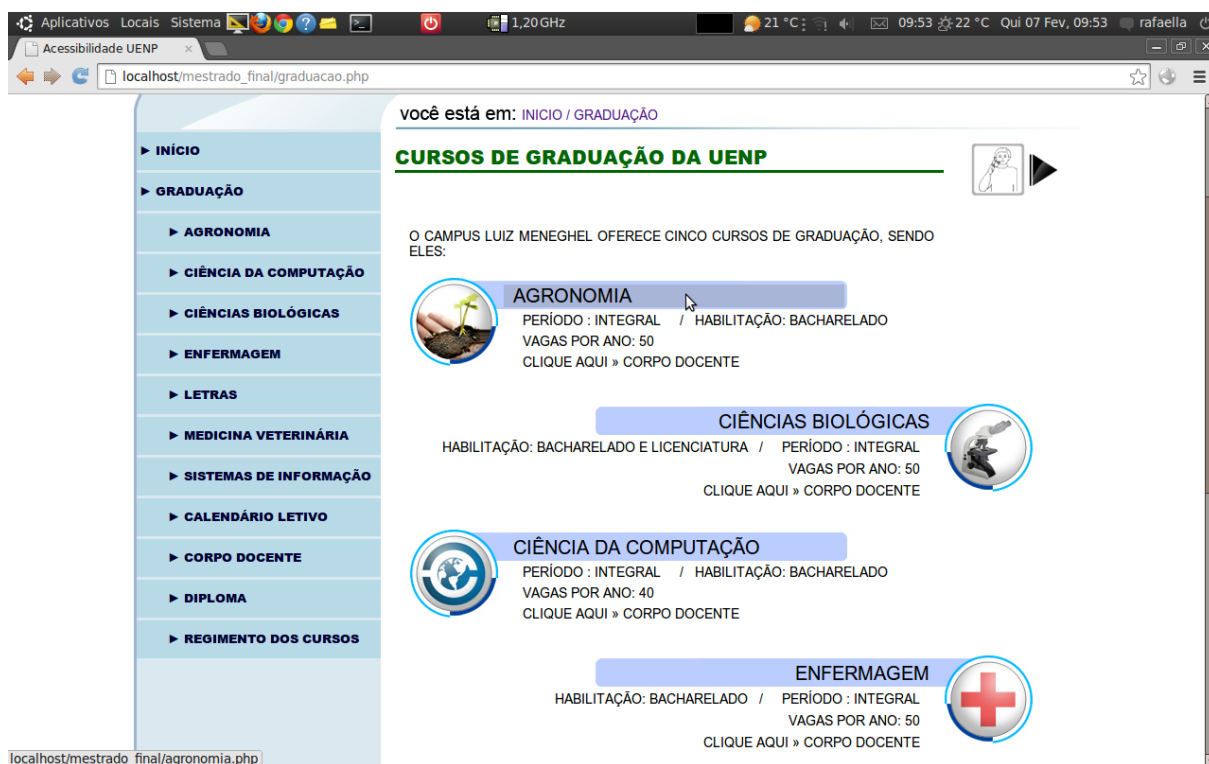 Aplicativos Locais Sistema 1,20 GHz 21 °C 09:53 22 °C Qui 07 Fev, 09:53 rafaella
Acessibilidade UENP
localhost/mestrado_final/graduacao.php
você está em: INICIO / GRADUAÇÃO
► INÍCIO
► GRADUAÇÃO
► AGRONOMIA
► CIÊNCIA DA COMPUTAÇÃO
► CIÊNCIAS BIOLÓGICAS
► ENFERMAGEM
► LETRAS
► MEDICINA VETERINÁRIA
► SISTEMAS DE INFORMAÇÃO
► CALENDÁRIO LETIVO
► CORPO DOCENTE
► DIPLOMA
► REGIMENTO DOS CURSOS
CURSOS DE GRADUAÇÃO DA UENP
O CAMPUS LUIZ MENEGHEL OFERECE CINCO CURSOS DE GRADUAÇÃO, SENDO
ELES:
AGRONOMIA
PERÍODO : INTEGRAL / HABILITAÇÃO: BACHARELADO
VAGAS POR ANO: 50
CLIQUE AQUI » CORPO DOCENTE
CIÊNCIAS BIOLÓGICAS
HABILITAÇÃO: BACHARELADO E LICENCIATURA / PERÍODO : INTEGRAL
VAGAS POR ANO: 50
CLIQUE AQUI » CORPO DOCENTE
CIÊNCIA DA COMPUTAÇÃO
PERÍODO : INTEGRAL / HABILITAÇÃO: BACHARELADO
VAGAS POR ANO: 40
CLIQUE AQUI » CORPO DOCENTE
ENFERMAGEM
HABILITAÇÃO: BACHARELADO / PERÍODO : INTEGRAL
VAGAS POR ANO: 50
CLIQUE AQUI » CORPO DOCENTE
localhost/mestrado_final/agronomia.php